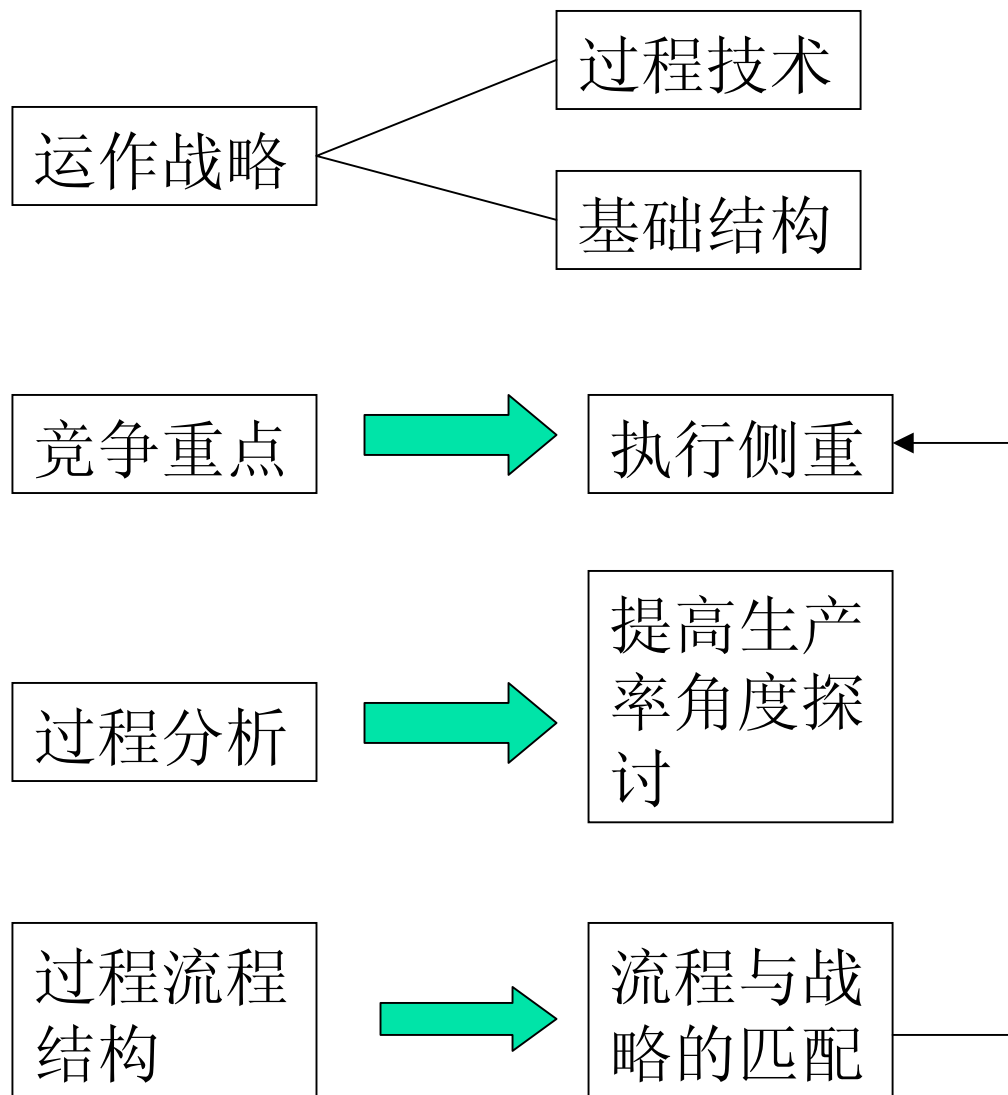 过程技术
运作战略
基础结构
竞争重点
执行侧重
提高生产
率角度探
讨
过程分析
过程流程
结构
流程与战
略的匹配